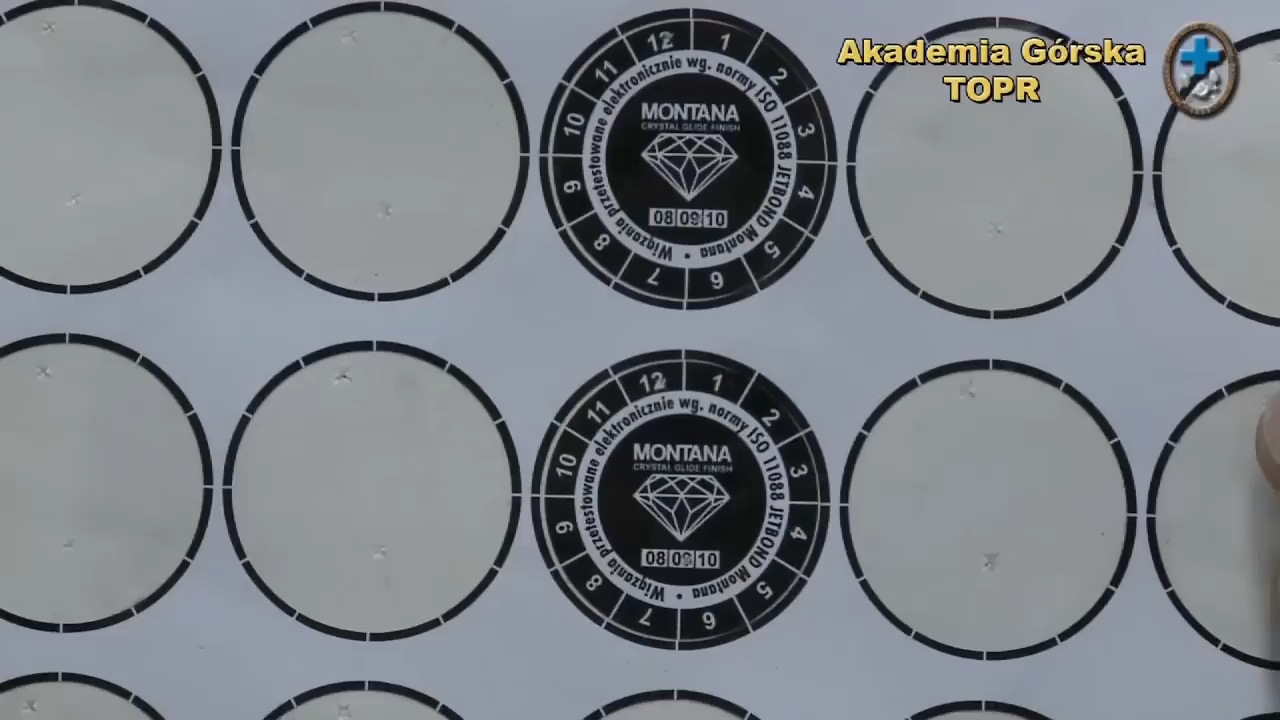 Akademia Górska
TOPR
12 1 2 3 4 5 6 7 8 9 10 11
Wiązania przetestowane elektronicznie wg. normy ISO 11088 JETBOND Montana •
MONTANA
CRYSTAL GLIDE FINISH
08 09 10
12 1 2 3 4 5 6 7 8 9 10 11
Wiązania przetestowane elektronicznie wg. normy ISO 11088 JETBOND Montana •
MONTANA
CRYSTAL GLIDE FINISH
08 09 10